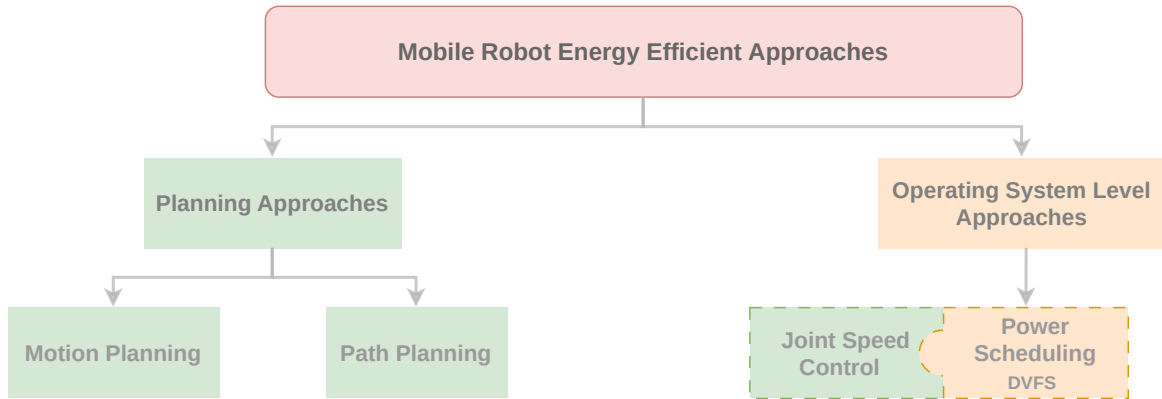 Mobile Robot Energy Efficient Approaches
Planning Approaches
Operating System Level
Approaches
Motion Planning
Path Planning
Joint Speed
Control
Power
Scheduling
DVFS